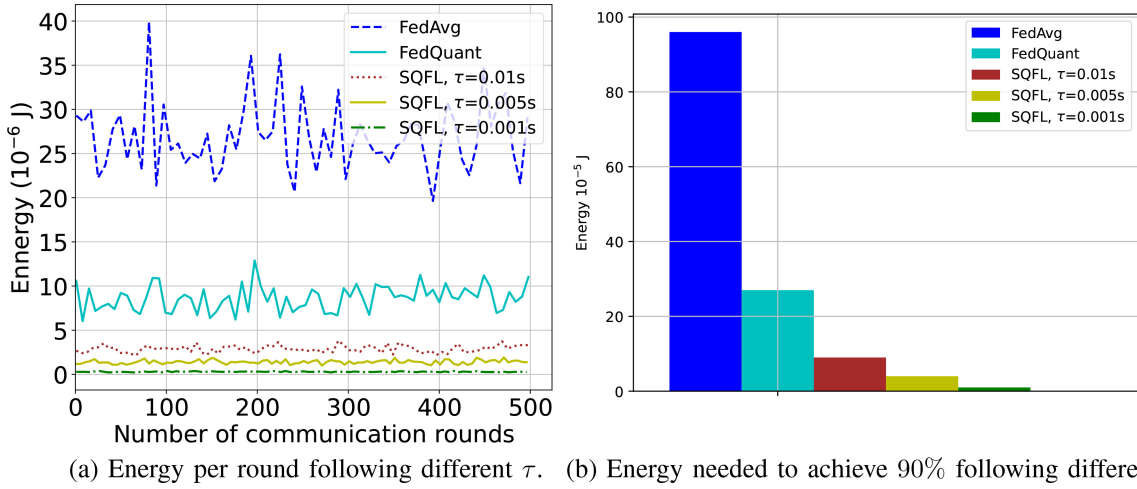 40
35
30
25
20
15
10
5
0
Ennergy (10⁻⁶ J)
FedAvg
FedQuant
SQFL, τ=0.01s
SQFL, τ=0.005s
SQFL, τ=0.001s
0 100 200 300 400 500
Number of communication rounds
(a) Energy per round following different τ.
100
80
60
40
20
0
Energy 10⁻⁵ J
FedAvg
FedQuant
SQFL, τ=0.01s
SQFL, τ=0.005s
SQFL, τ=0.001s
(b) Energy needed to achieve 90% following differe